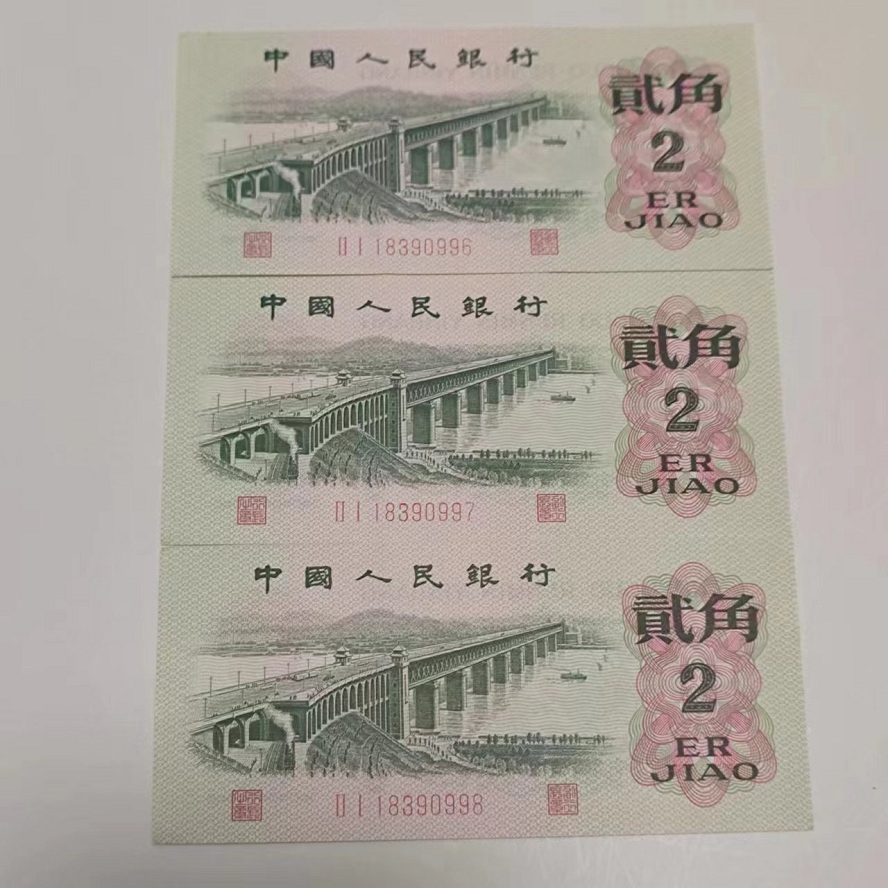 中國人民銀行
貳角
2
ER
JIAO
II I 18390996
中國人民銀行
貳角
2
ER
JIAO
II I 18390997
中國人民銀行
貳角
2
ER
JIAO
II I 18390998